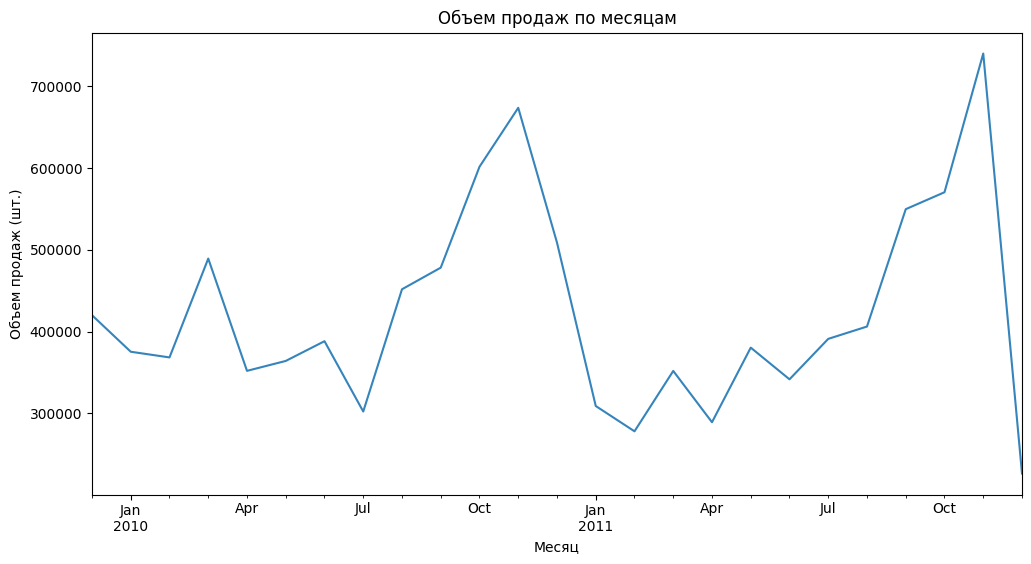 Объем продаж по месяцам
Объем продаж (шт.)
700000
600000
500000
400000
300000
Jan Apr Jul Oct Jan Apr Jul Oct
2010 2011
Месяц